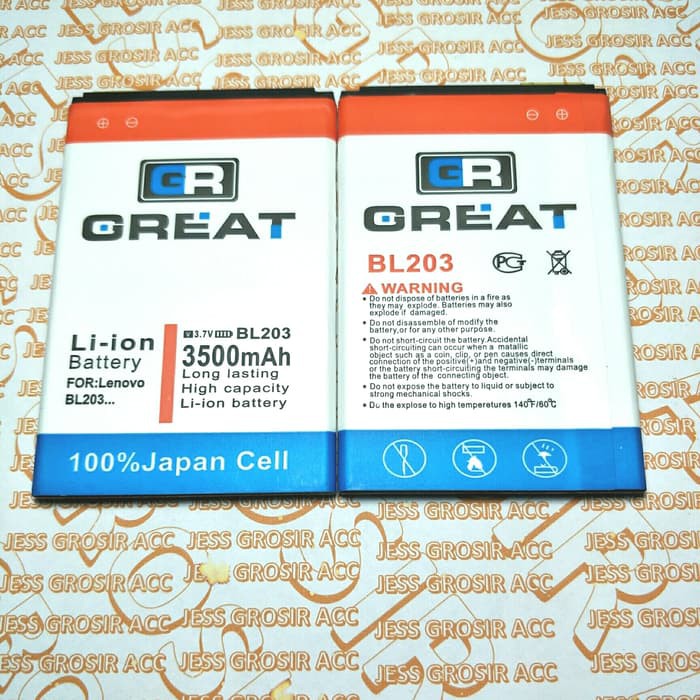 GR
GREAT
Li-ion
Battery
FOR:Lenovo
BL203...
3.7V BL203
3500mAh
Long lasting
High capacity
Li-ion battery
100%Japan Cell
GR
GREAT
BL203
PCT
WARNING
• Do not dispose of batteries in a fire as
they may explode. Batteries may also
explode if damaged.
• Do not disassemble of modify the
battery,or for any other purpose.
• Do not short-circuit the battery.Accidental
short-circuiting can occur when a matallic
object such as a coin, clip, or pen causes direct
connection of the positive(+)and negative(-)terminals
or the battery short-circuiting the terminals may damage
the battery of the connecting object.
• Do not expose the battery to liquid or subject to
strong mechanical shocks.
• Du the explose to high temperetures 140°F/60°C
JESS GROSIR ACC